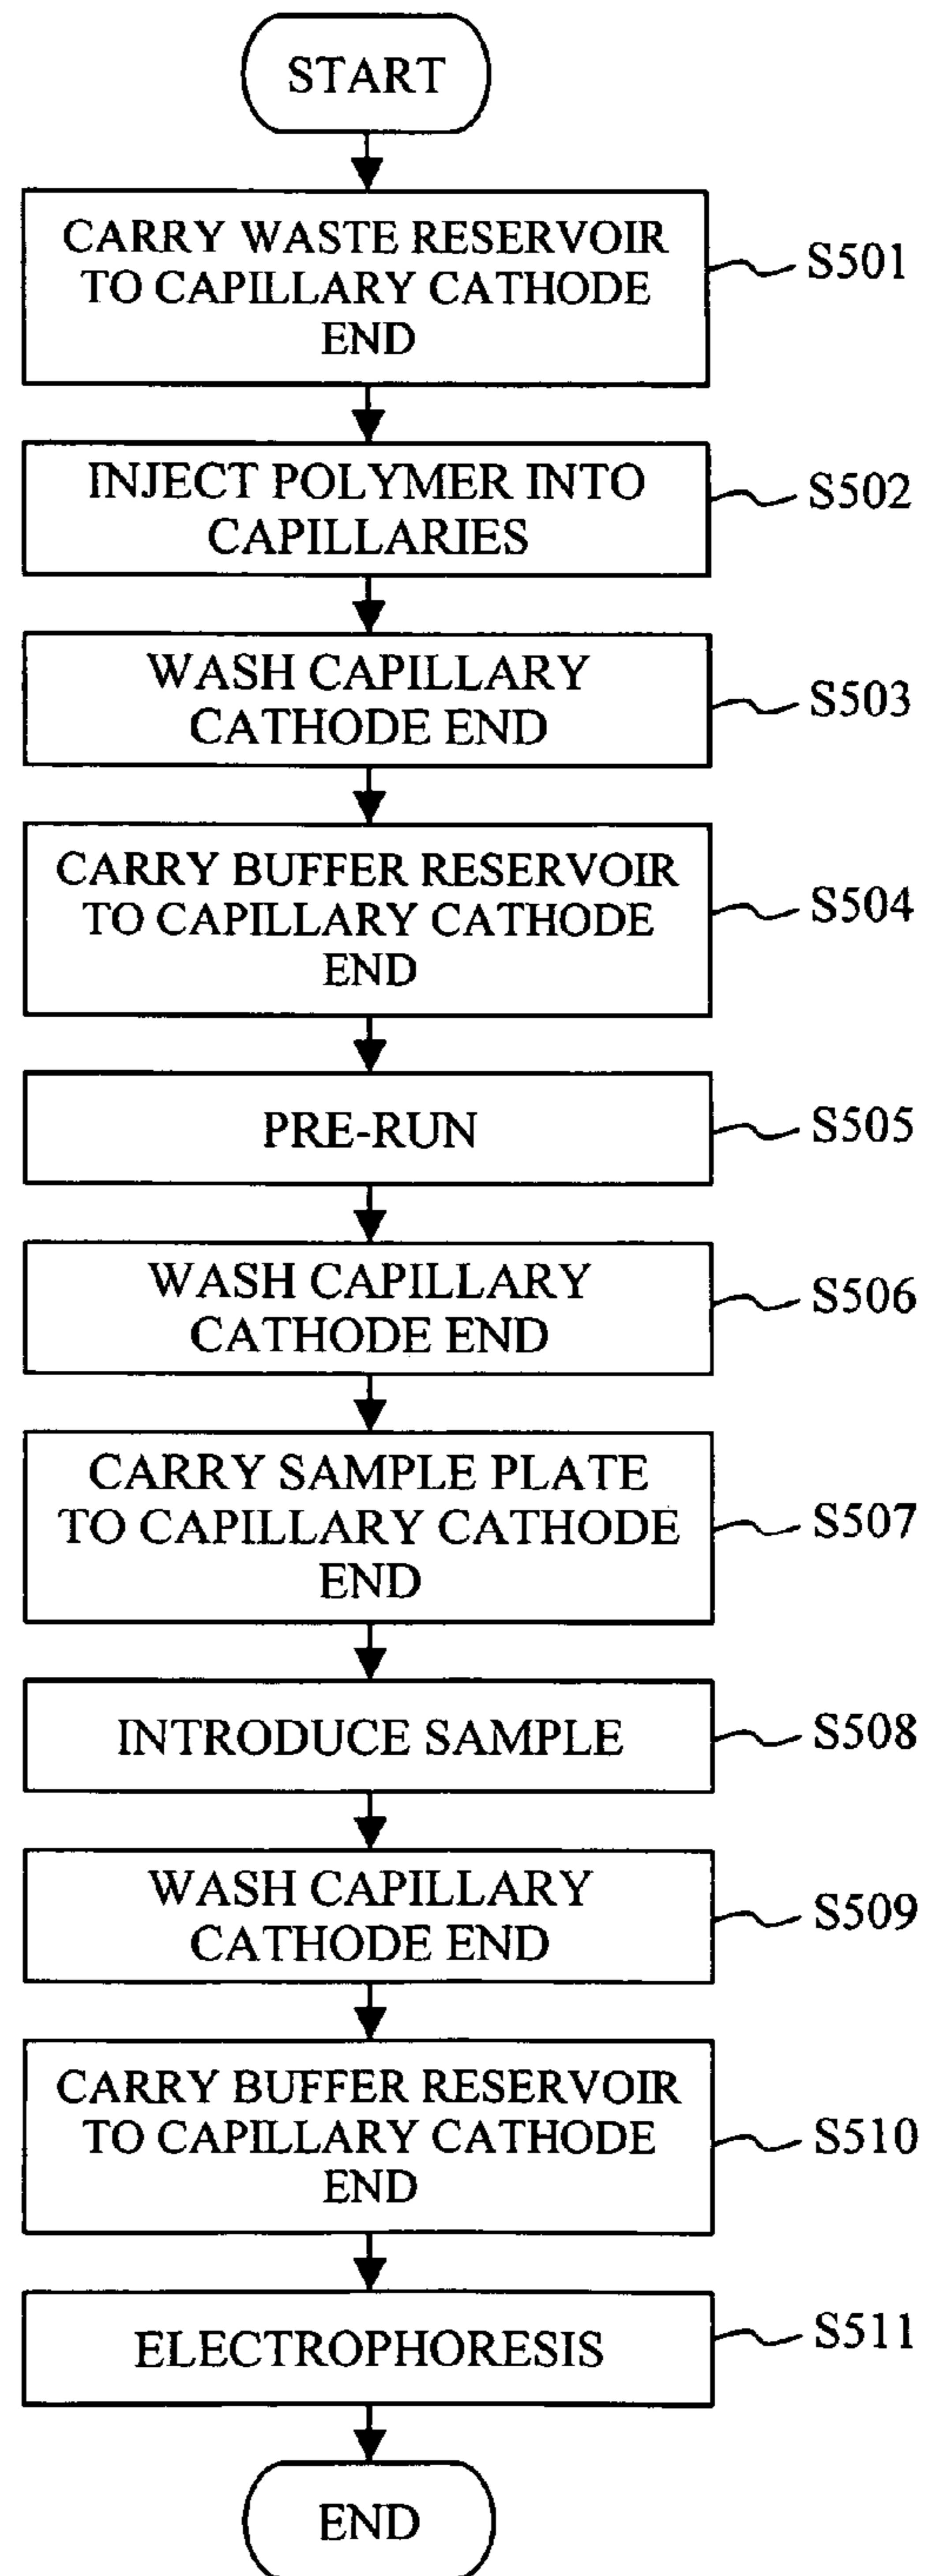 START
CARRY WASTE RESERVOIR
TO CAPILLARY CATHODE
END
S501
INJECT POLYMER INTO
CAPILLARIES
S502
WASH CAPILLARY
CATHODE END
S503
CARRY BUFFER RESERVOIR
TO CAPILLARY CATHODE
END
S504
PRE-RUN
S505
WASH CAPILLARY
CATHODE END
S506
CARRY SAMPLE PLATE
TO CAPILLARY CATHODE
END
S507
INTRODUCE SAMPLE
S508
WASH CAPILLARY
CATHODE END
S509
CARRY BUFFER RESERVOIR
TO CAPILLARY CATHODE
END
S510
ELECTROPHORESIS
S511
END